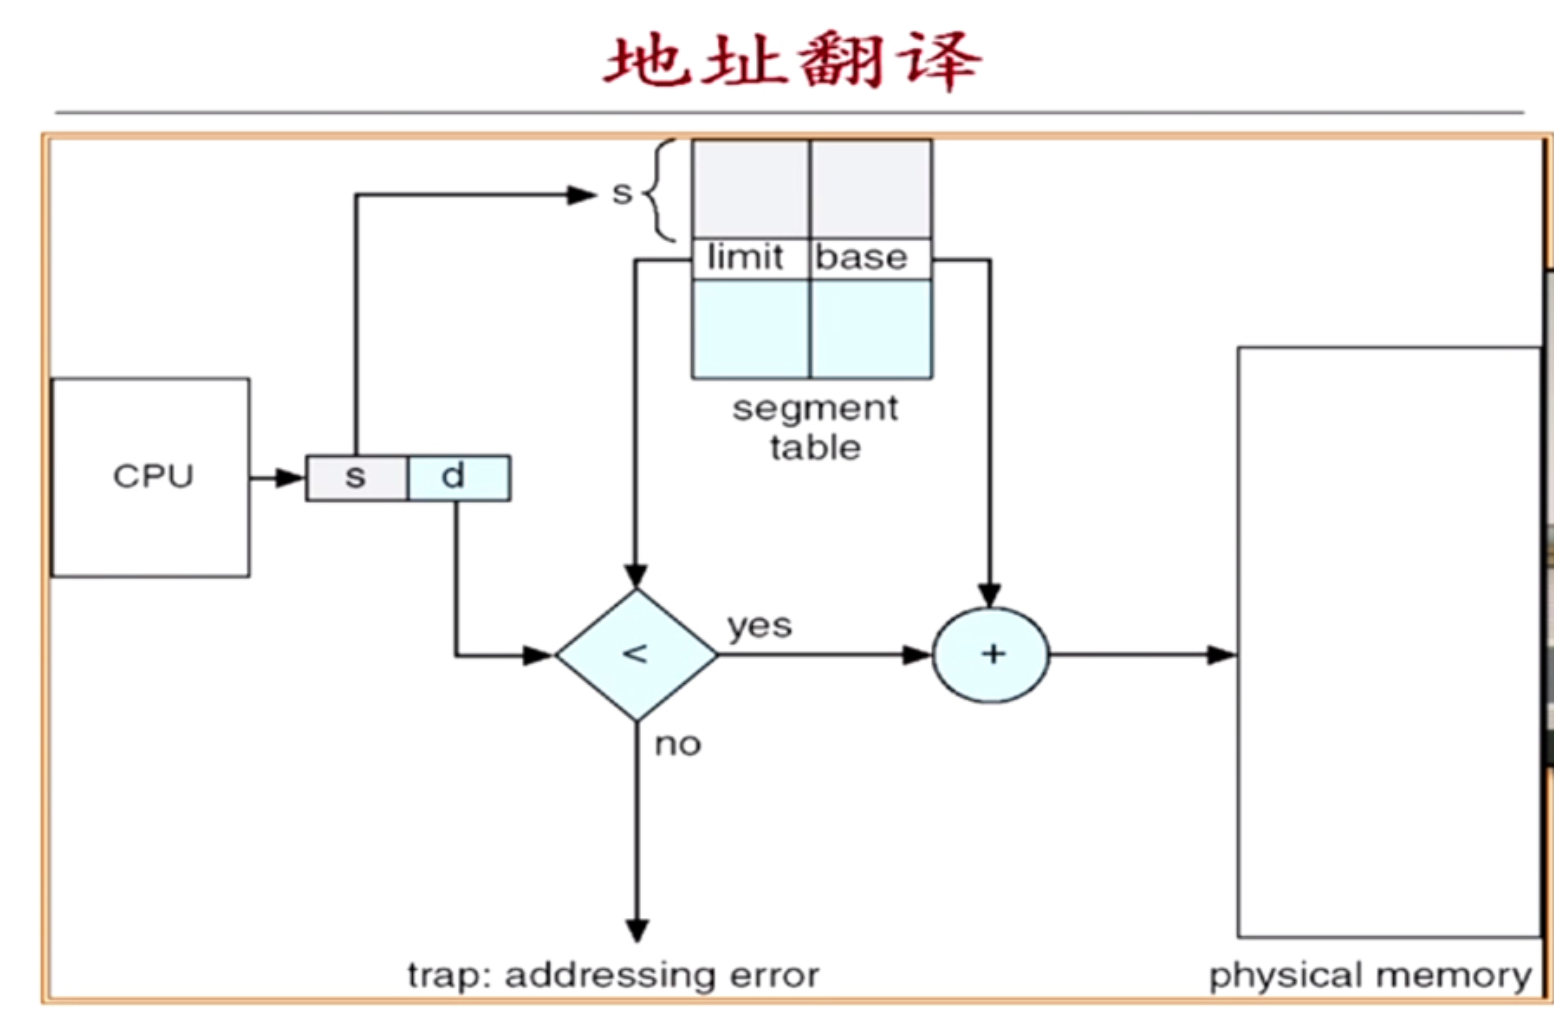 地址翻译
s
limit base
segment
table
CPU
s d
<
yes
+
no
trap: addressing error
physical memory